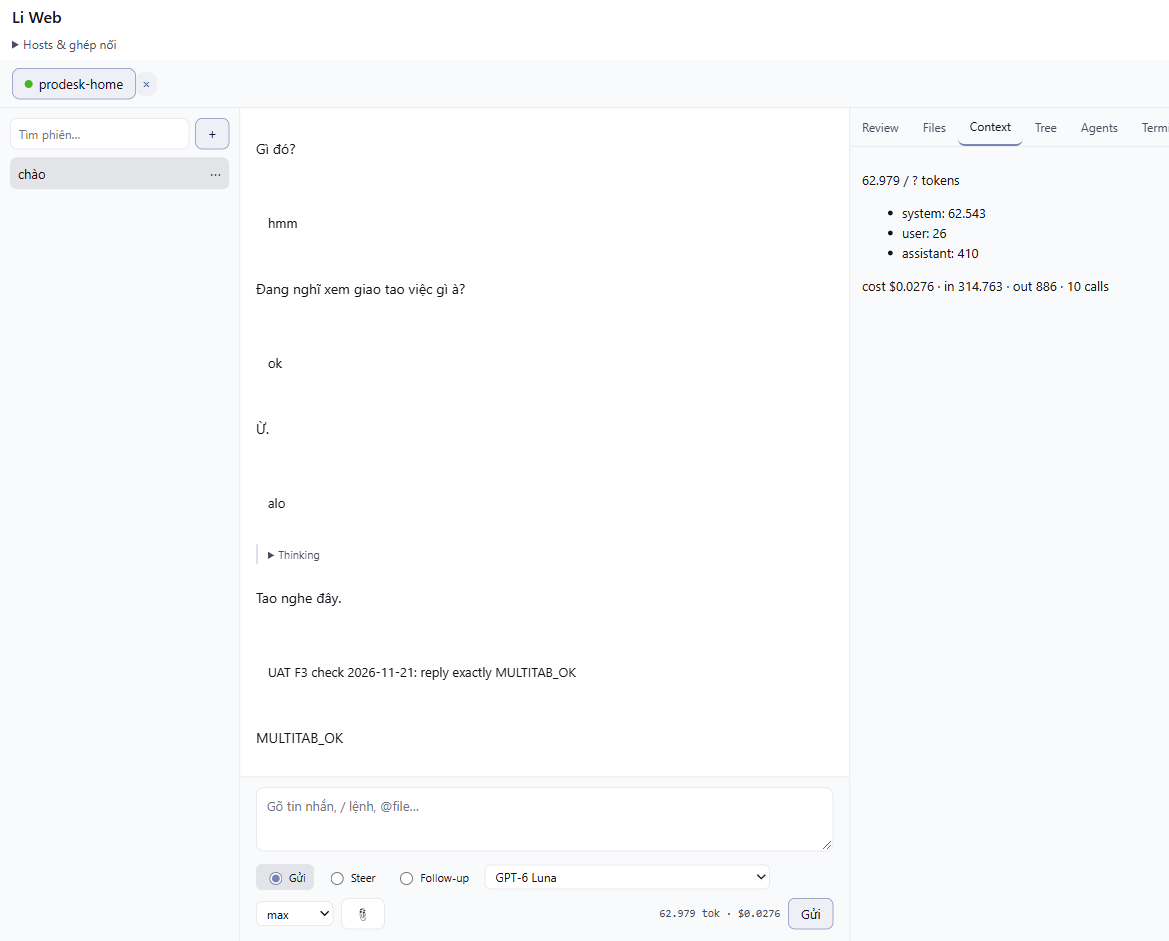 Li Web
▶ Hosts & ghép nối
prodesk-home
×
Tìm phiên...
+
chào
...
Gì đó?
hmm
Đang nghĩ xem giao tao việc gì à?
ok
Ừ.
alo
▶ Thinking
Tao nghe đây.
UAT F3 check 2026-11-21: reply exactly MULTITAB_OK
MULTITAB_OK
Gõ tin nhắn, / lệnh, @file...
Gửi Steer Follow-up GPT-6 Luna
max 62.979 tok · $0.0276 Gửi
Review Files Context Tree Agents Termi
62.979 / ? tokens
• system: 62.543
• user: 26
• assistant: 410
cost $0.0276 · in 314.763 · out 886 · 10 calls